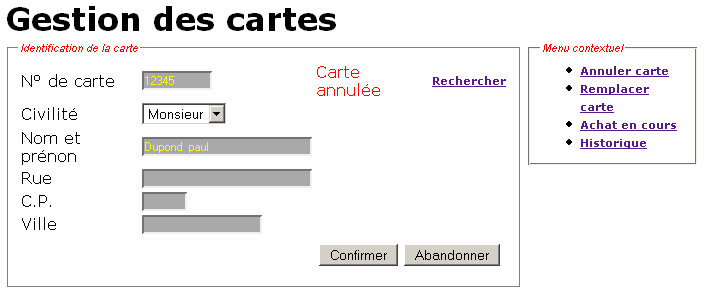 Gestion des cartes
Identification de la carte
N° de carte 12345 Carte annulée Rechercher
Civilité Monsieur
Nom et prénon Dupond paul
Rue
C.P.
Ville
Confirmer Abandonner
Menu contextuel
Annuler carte
Remplacer
carte
Achat en cours
Historique